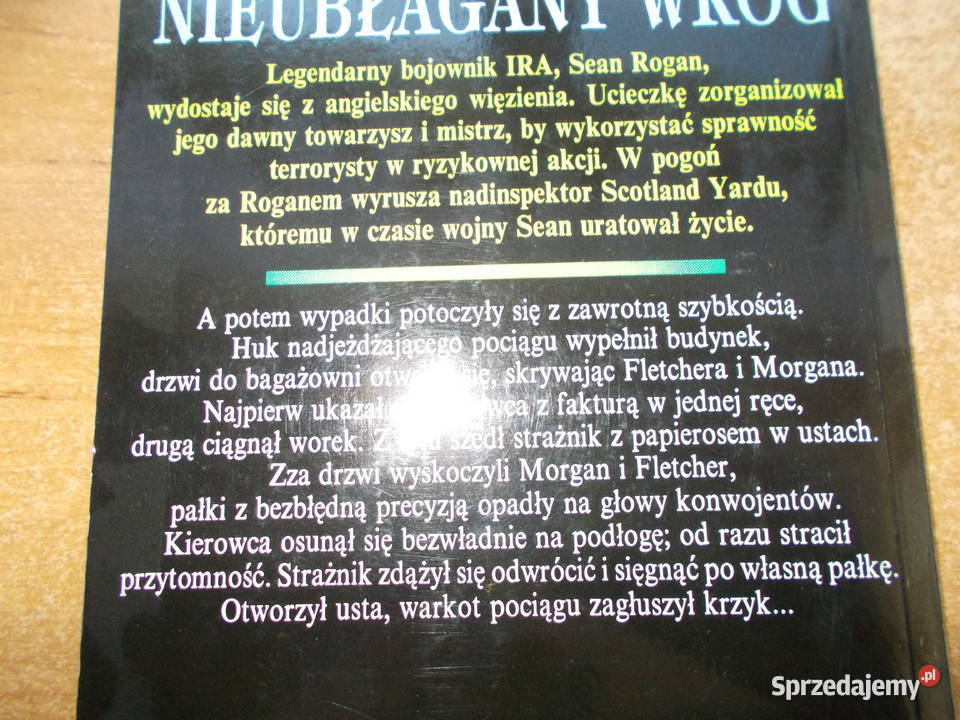 NIEUBŁAGANY WRÓG
Legendarny bojownik IRA, Sean Rogan,
wydostaje się z angielskiego więzienia. Ucieczkę zorganizował
jego dawny towarzysz i mistrz, by wykorzystać sprawność
terrorysty w ryzykownej akcji. W pogoń
za Roganem wyrusza nadinspektor Scotland Yardu,
któremu w czasie wojny Sean uratował życie.
A potem wypadki potoczyły się z zawrotną szybkością.
Huk nadjeżdżającego pociągu wypełnił budynek,
drzwi do bagażowni się, skrywając Fletchera i Morgana.
Najpierw z fakturą w jednej ręce,
drugą ciągnął worek. szedł strażnik z papierosem w ustach.
Zza drzwi wyskoczyli Morgan i Fletcher,
pałki z bezbłędną precyzją opadły na głowy konwojentów.
Kierowca osunął się bezwładnie na podłogę; od razu stracił
przytomność. Strażnik zdążył się odwrócić i sięgnąć po własną pałkę.
Otworzył usta, warkot pociągu zagłuszył krzyk...
Sprzedajemy.pl